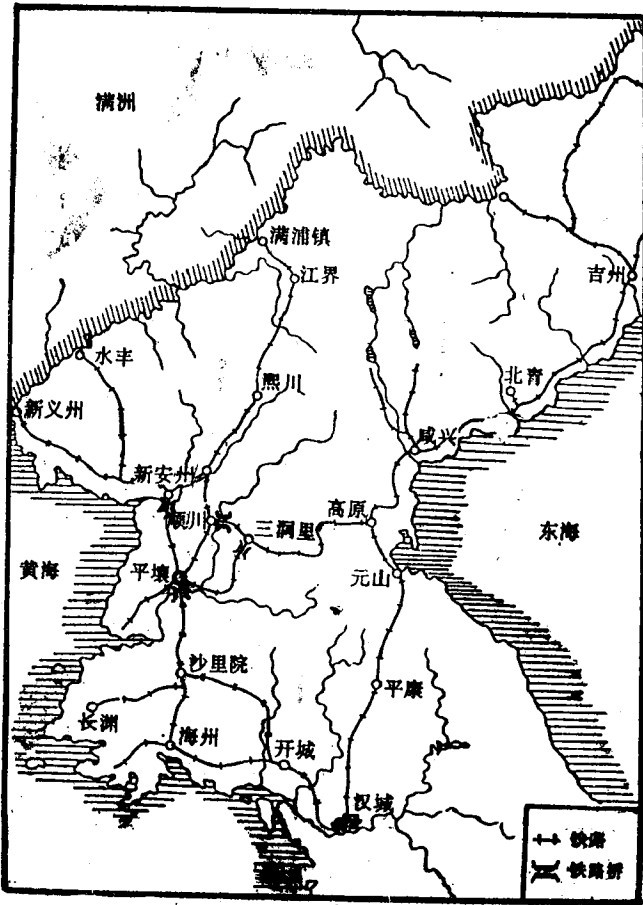 满洲
满浦镇
江界
吉州
水丰
北青
熙川
新义州
咸兴
新安州
顺川
三洞里
高原
东海
黄海
平壤
元山
沙里院
平康
长渊
海州
开城
汉城
铁路
铁路桥